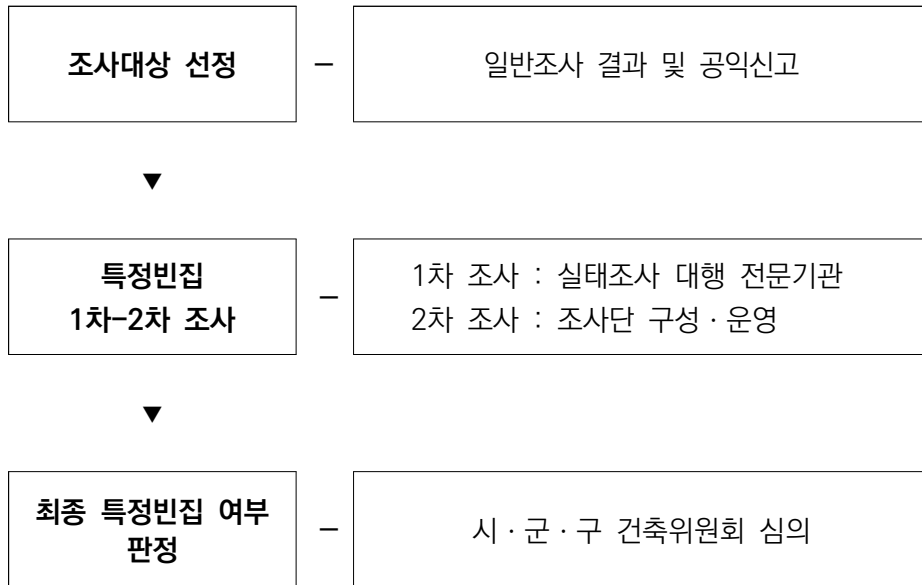 조사대상 선정 – 일반조사 결과 및 공익신고
▼
특정빈집
1차-2차 조사
–
1차 조사 : 실태조사 대행 전문기관
2차 조사 : 조사단 구성 · 운영
▼
최종 특정빈집 여부
판정
–
시 · 군 · 구 건축위원회 심의